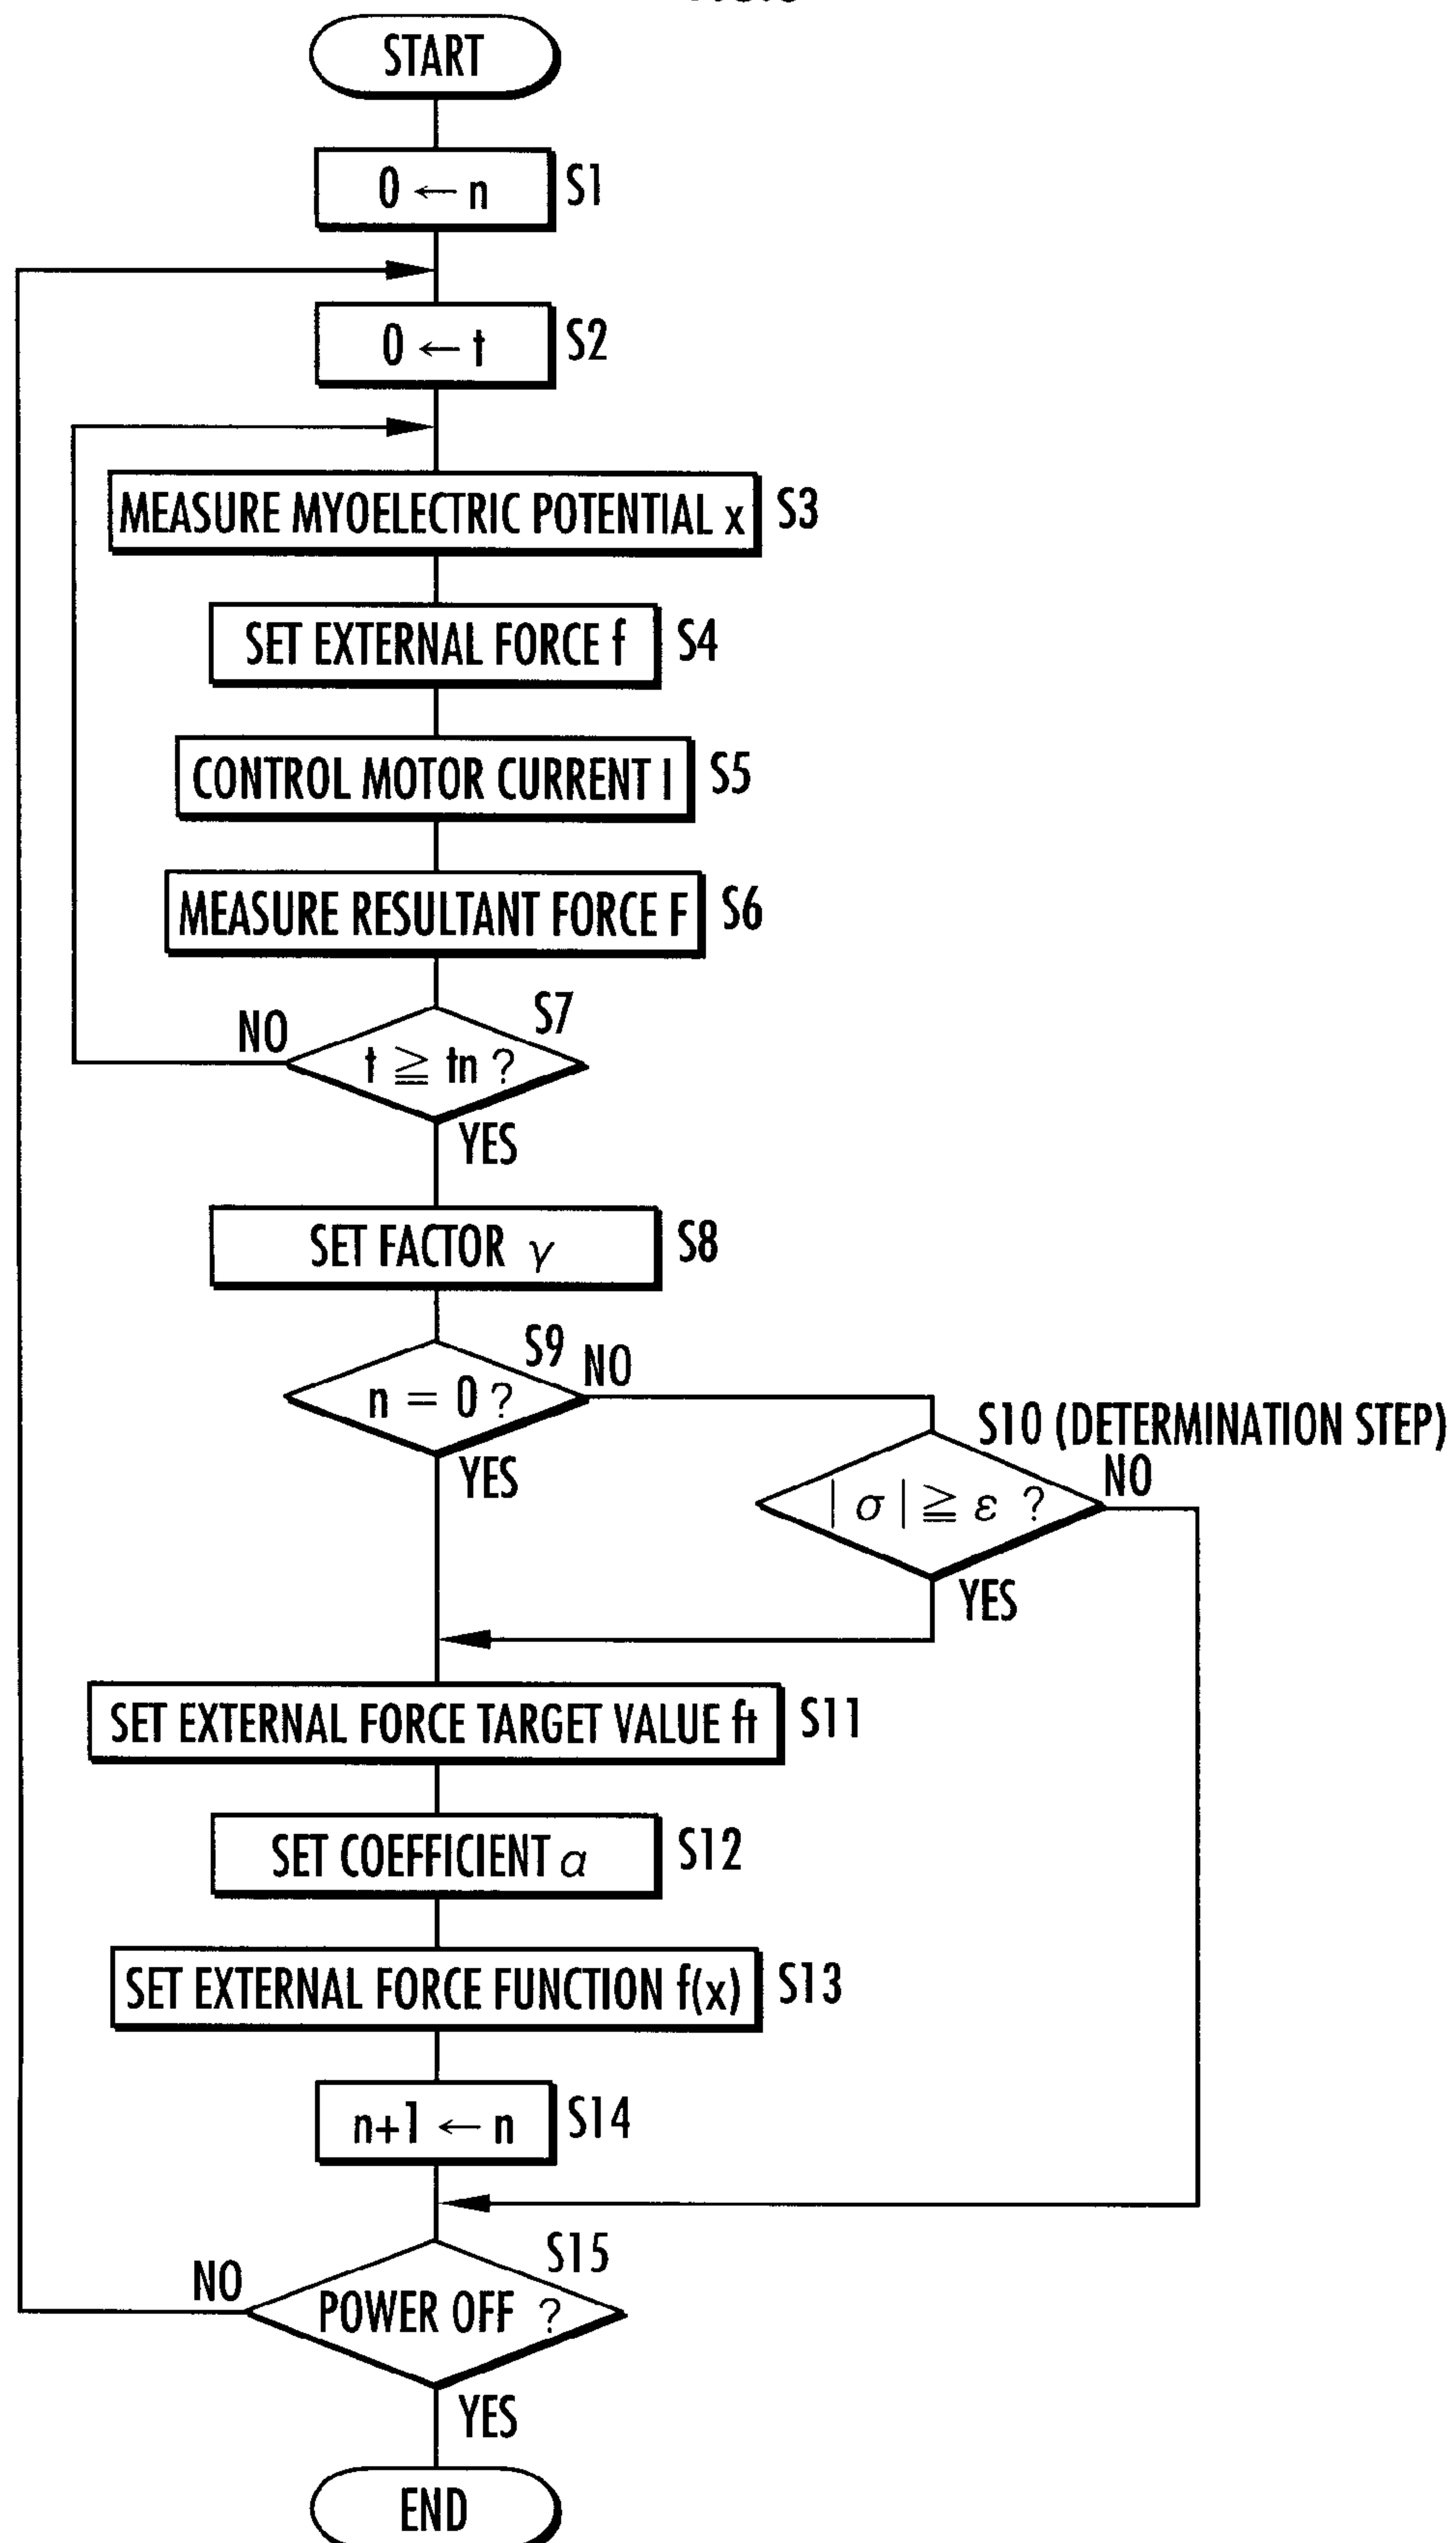 START
0 ← n S1
0 ← t S2
MEASURE MYOELECTRIC POTENTIAL x S3
SET EXTERNAL FORCE f S4
CONTROL MOTOR CURRENT I S5
MEASURE RESULTANT FORCE F S6
S7
NO
t ≧ tn ?
YES
SET FACTOR γ S8
S9
NO
n = 0 ?
YES
S10 (DETERMINATION STEP)
NO
| σ | ≧ ε ?
YES
SET EXTERNAL FORCE TARGET VALUE ft S11
SET COEFFICIENT α S12
SET EXTERNAL FORCE FUNCTION f(x) S13
n+1 ← n S14
S15
NO
POWER OFF ?
YES
END